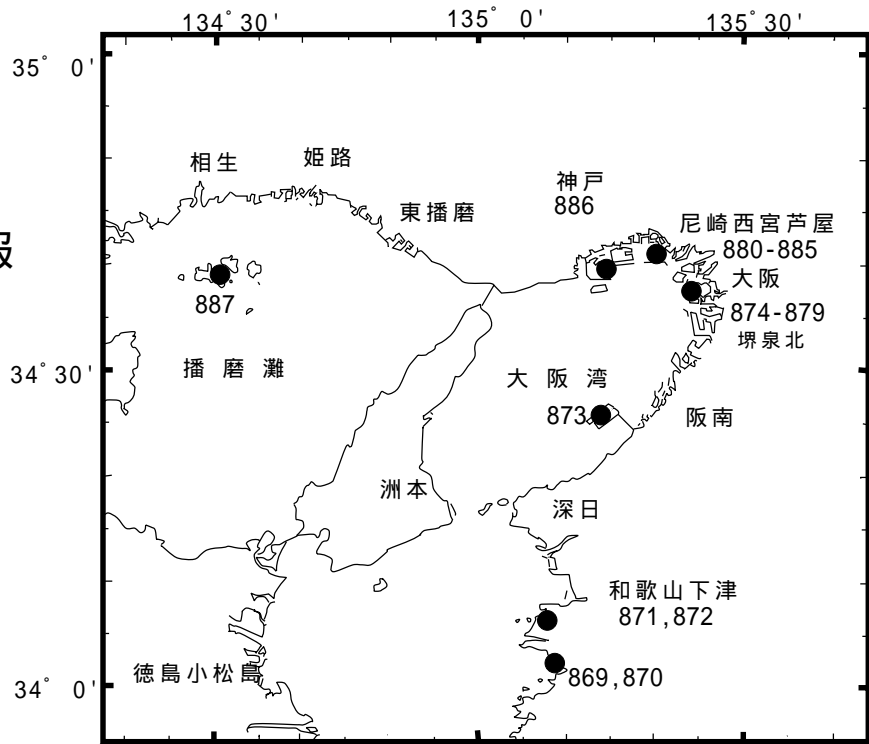 134° 30'
135° 0'
135° 30'
35° 0'
相生
姫路
神戸
886
東播磨
尼崎西宮芦屋
880-885
報
大阪
887
874-879
堺泉北
34° 30'
播磨灘
大阪湾
873
阪南
洲本
深日
和歌山下津
871,872
徳島小松島
869,870
34° 0'